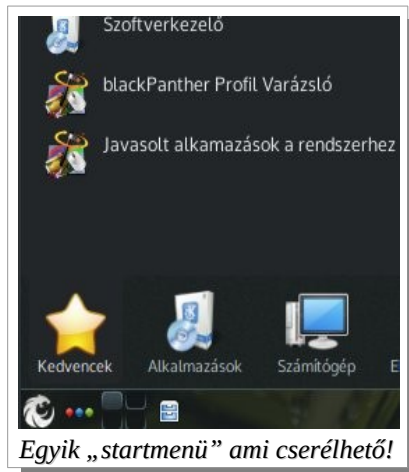 Szoftverkezelő
blackPanther Profil Varázsló
Javasolt alkamazások a rendszerhez
Kedvencek Alkalmazások Számítógép
Egyik „startmenü” ami cserélhető!